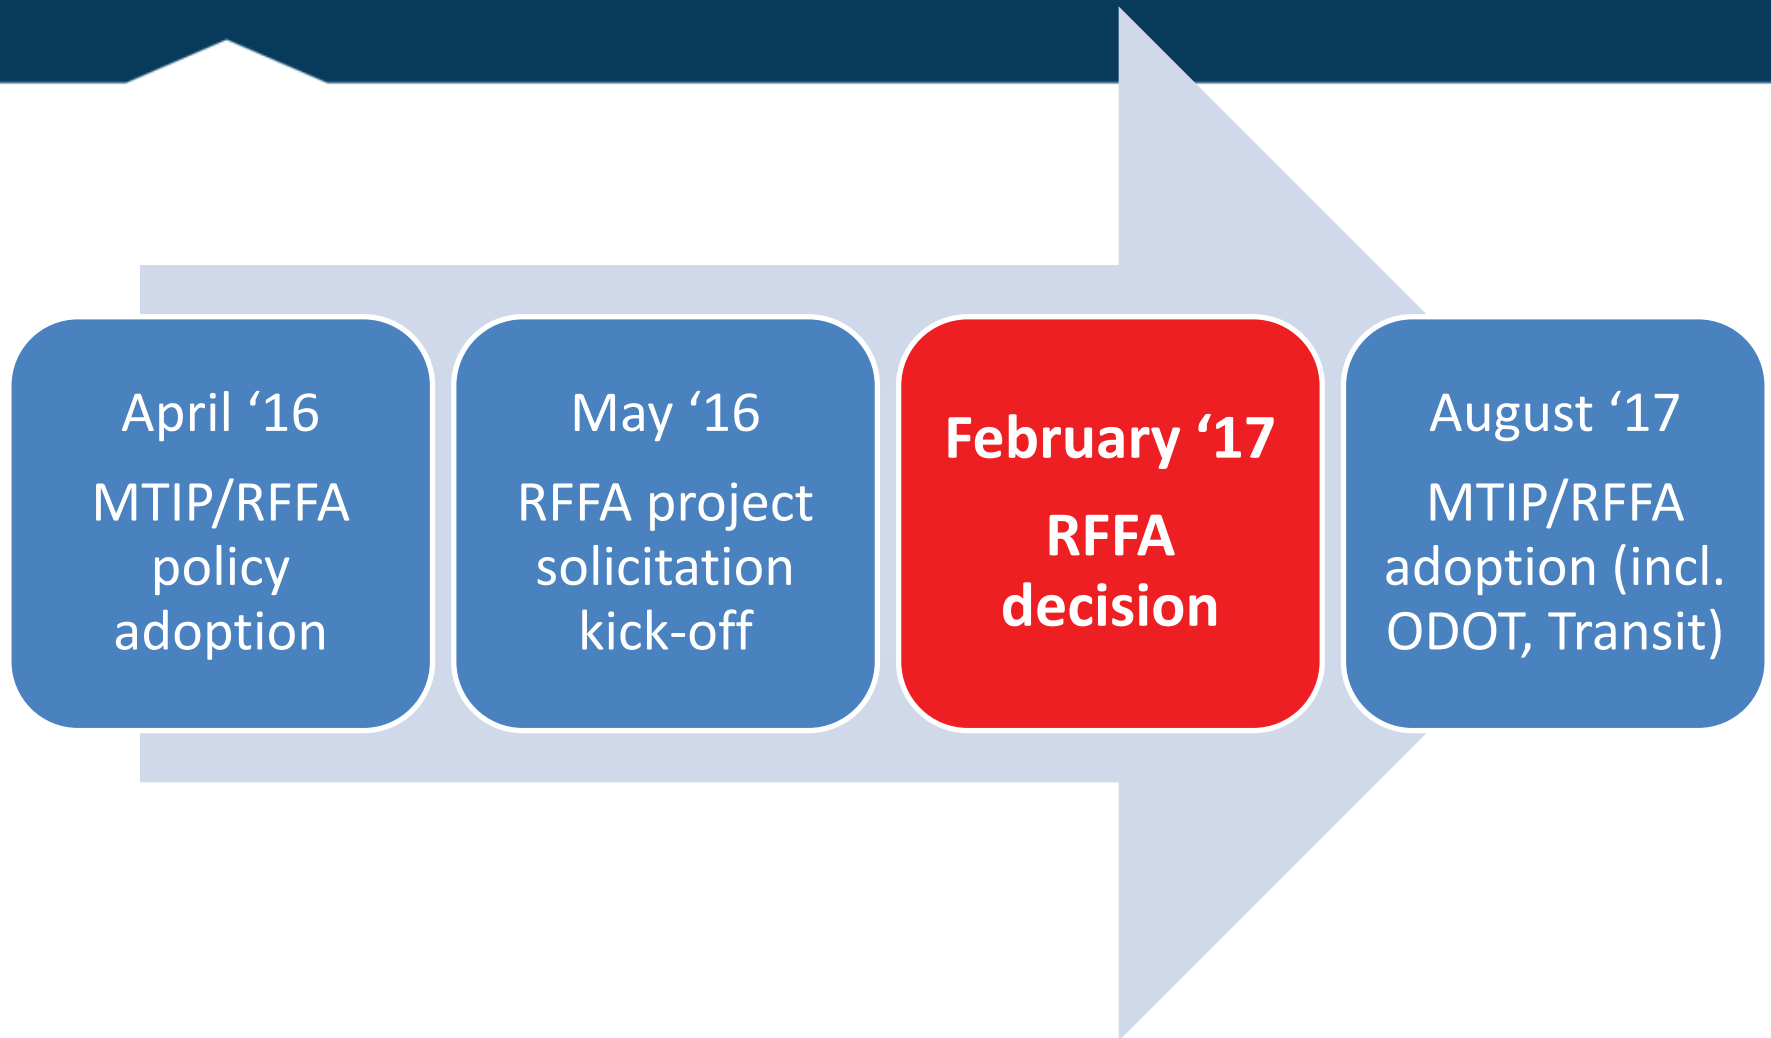 April ‘16
MTIP/RFFA
policy
adoption
May ‘16
RFFA project
solicitation
kick-off
February ‘17
RFFA
decision
August ‘17
MTIP/RFFA
adoption (incl.
ODOT, Transit)